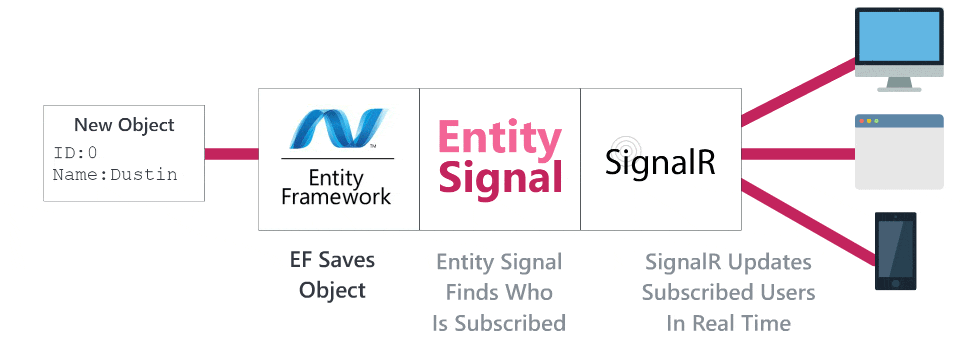 New Object
ID:0
Name:Dustin
TM
Entity
Framework
Entity
Signal
SignalR
EF Saves
Object
Entity Signal
Finds Who
Is Subscribed
SignalR Updates
Subscribed Users
In Real Time